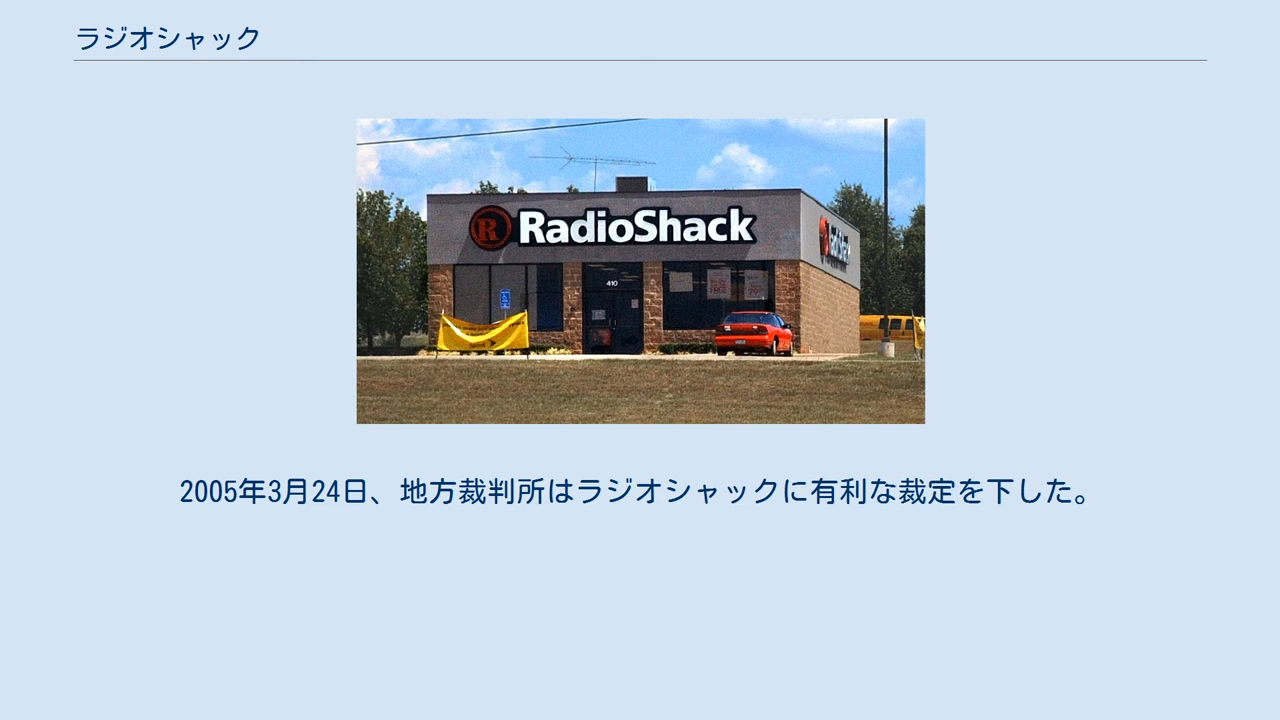 ラジオシャック
R RadioShack
RadioShack
410
2005年3月24日、地方裁判所はラジオシャックに有利な裁定を下した。